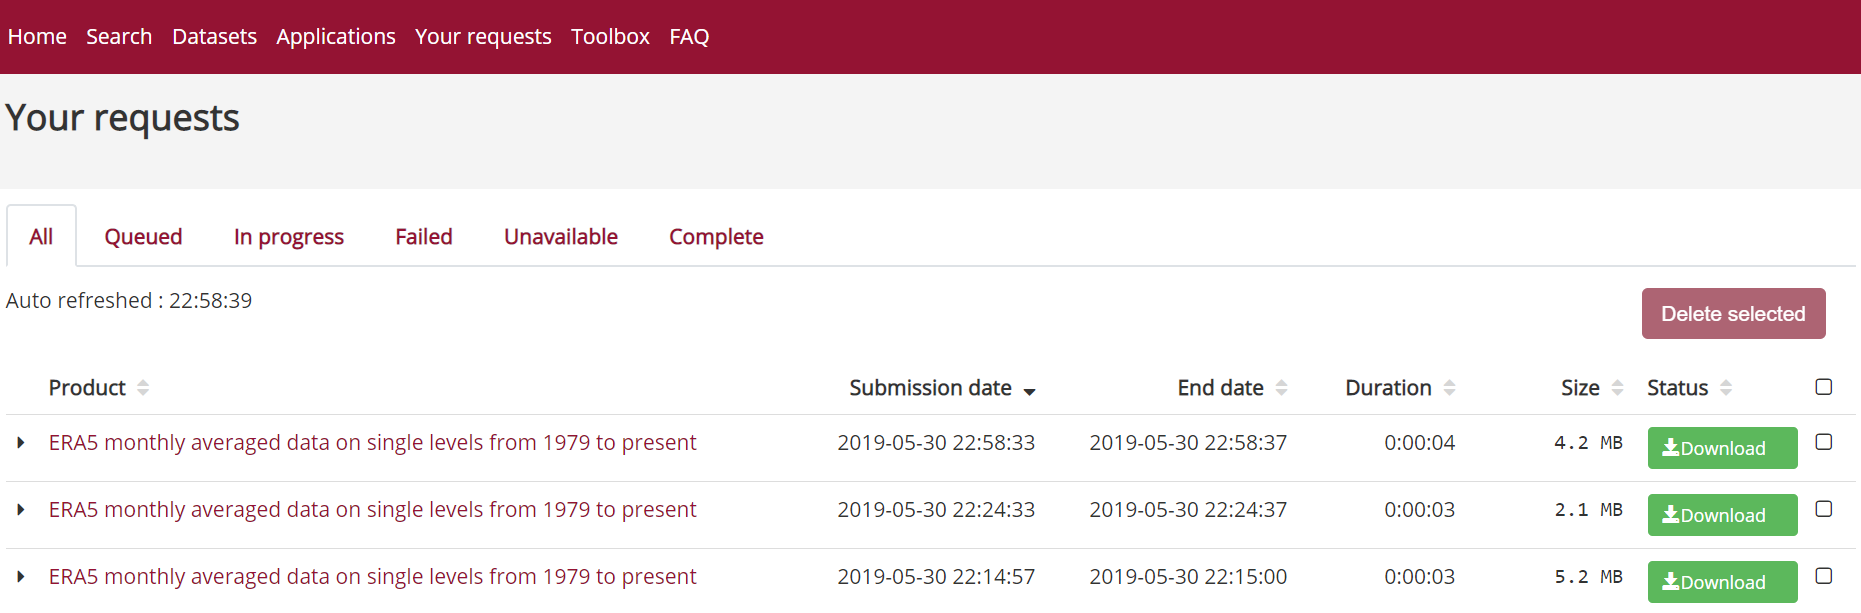 Home Search Datasets Applications Your requests Toolbox FAQ
Your requests
All Queued In progress Failed Unavailable Complete
Auto refreshed : 22:58:39
Delete selected
Product Submission date End date Duration Size Status
ERA5 monthly averaged data on single levels from 1979 to present 2019-05-30 22:58:33 2019-05-30 22:58:37 0:00:04 4.2 MB Download
ERA5 monthly averaged data on single levels from 1979 to present 2019-05-30 22:24:33 2019-05-30 22:24:37 0:00:03 2.1 MB Download
ERA5 monthly averaged data on single levels from 1979 to present 2019-05-30 22:14:57 2019-05-30 22:15:00 0:00:03 5.2 MB Download